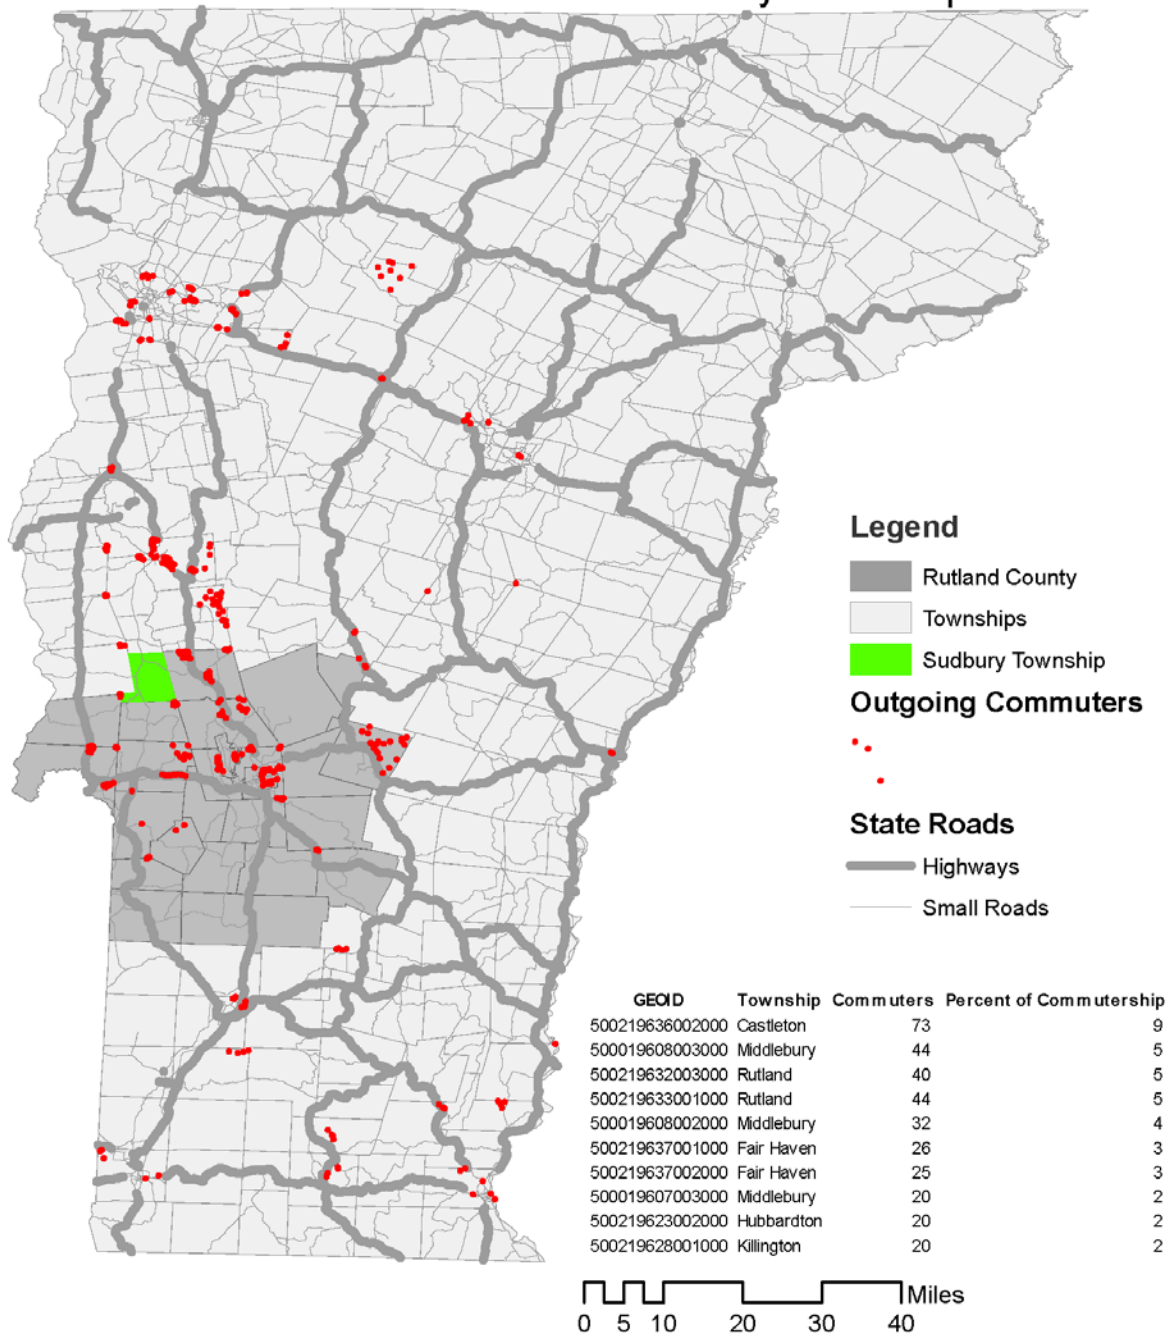 Legend
Rutland County
Townships
Sudbury Township
Outgoing Commuters
State Roads
Highways
Small Roads
GEOID Township Commuters Percent of Commutership
500219636002000 Castleton 73 9
500019608003000 Middlebury 44 5
500219632003000 Rutland 40 5
500219633001000 Rutland 44 5
500019608002000 Middlebury 32 4
500219637001000 Fair Haven 26 3
500219637002000 Fair Haven 25 3
500019607003000 Middlebury 20 2
500219623002000 Hubbardton 20 2
500219628001000 Killington 20 2
Miles
0 5 10 20 30 40